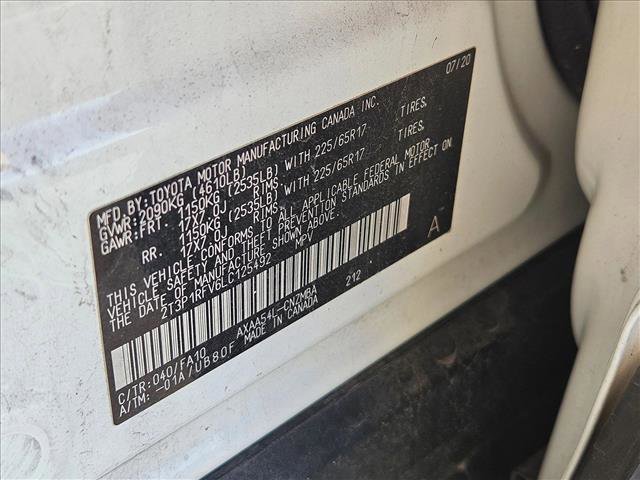 07/20
MFD.BY:TOYOTA MOTOR MANUFACTURING CANADA INC.
GVWR:2090KG(4610LB)
GAWR:FRT. 1150KG (2535LB) WITH 225/65R17 TIRES,
17X7.0J RIMS
RR. 1150KG (2535LB) WITH 225/65R17 TIRES,
17X7.0J RIMS
THIS VEHICLE CONFORMS TO ALL APPLICABLE FEDERAL MOTOR
VEHICLE SAFETY AND THEFT PREVENTION STANDARDS IN EFFECT ON
THE DATE OF MANUFACTURE SHOWN ABOVE.
2T3P1RFV6LC125492 MPV
A
C/TR:040/FA10 AXAA54L-CNZMBA 212
A/TM: -01A/UB80F MADE IN CANADA